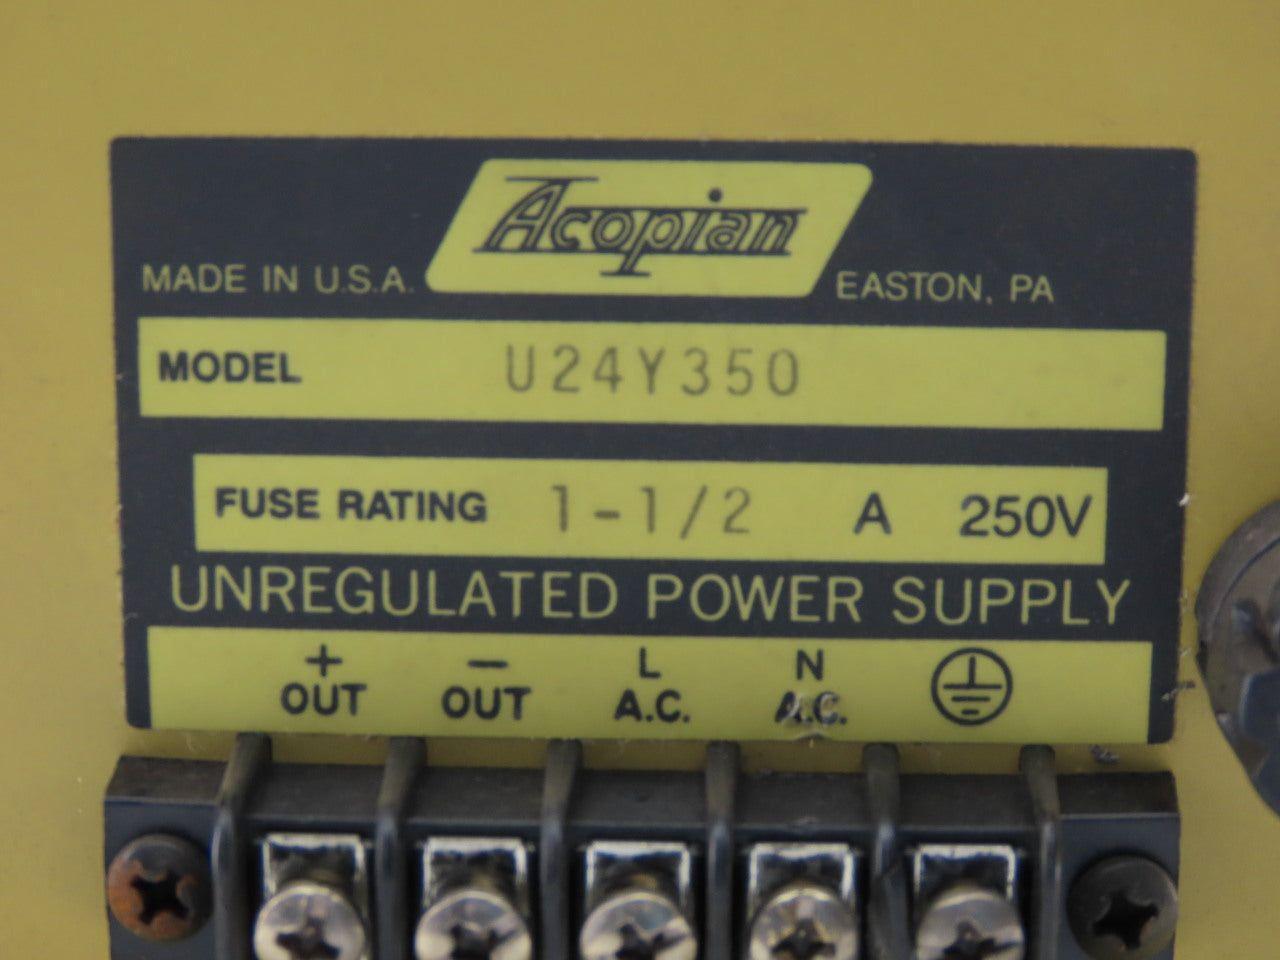 Acopian
MADE IN U.S.A. EASTON, PA
MODEL U24Y350
FUSE RATING 1-1/2 A 250V
UNREGULATED POWER SUPPLY
+ - L N
OUT OUT A.C. A.C.